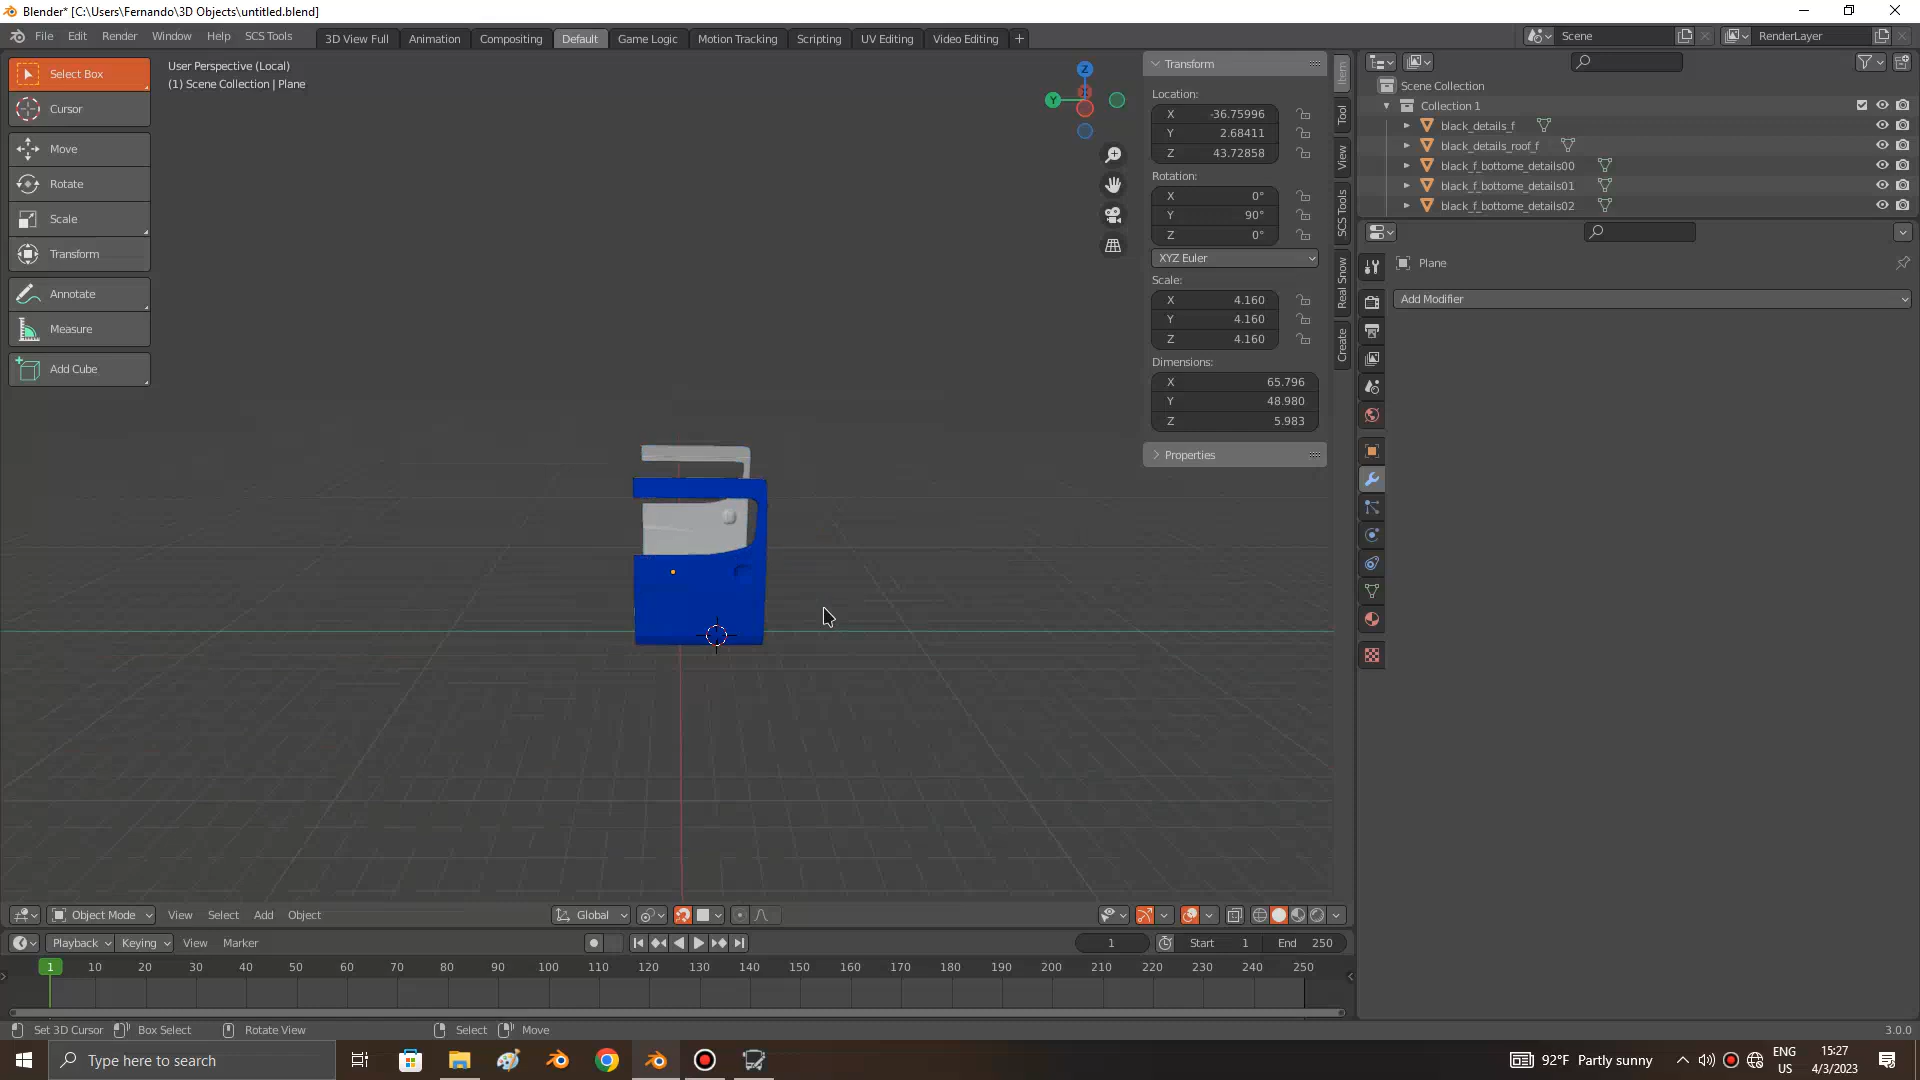 Blender* [C:\Users\Fernando\3D Objects\untitled.blend]
File Edit Render Window Help SCS Tools
3D View Full Animation Compositing Default Game Logic Motion Tracking Scripting UV Editing Video Editing
Scene
RenderLayer
Select Box
Cursor
Move
Rotate
Scale
Transform
Annotate
Measure
Add Cube
User Perspective (Local)
(1) Scene Collection | Plane
Z
Y
Transform
Location:
X -36.75996
Y 2.68411
Z 43.72858
Rotation:
X 0°
Y 90°
Z 0°
XYZ Euler
Scale:
X 4.160
Y 4.160
Z 4.160
Dimensions:
X 65.796
Y 48.980
Z 5.983
Properties
Item
Tool
View
SCS Tools
Real Snow
Create
Scene Collection
Collection 1
black_details_f
black_details_roof_f
black_f_bottome_details00
black_f_bottome_details01
black_f_bottome_details02
Plane
Add Modifier
Object Mode View Select Add Object
Global
Playback Keying View Marker
1
Start 1
End 250
1 10 20 30 40 50 60 70 80 90 100 110 120 130 140 150 160 170 180 190 200 210 220 230 240 250
Set 3D Cursor Box Select Rotate View Select Move
3.0.0
Type here to search
92°F Partly sunny
ENG
US
15:27
4/3/2023